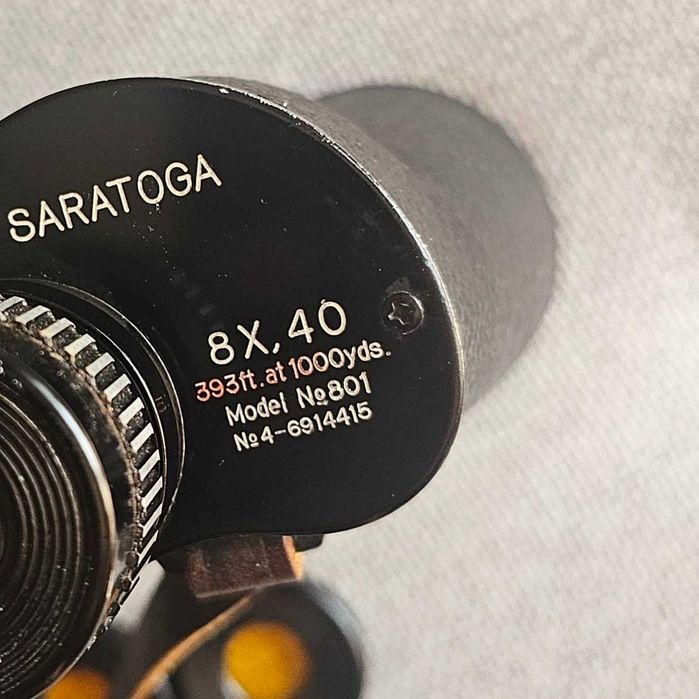 SARATOGA
8X, 40
393ft. at 1000yds.
Model №801
№4-6914415